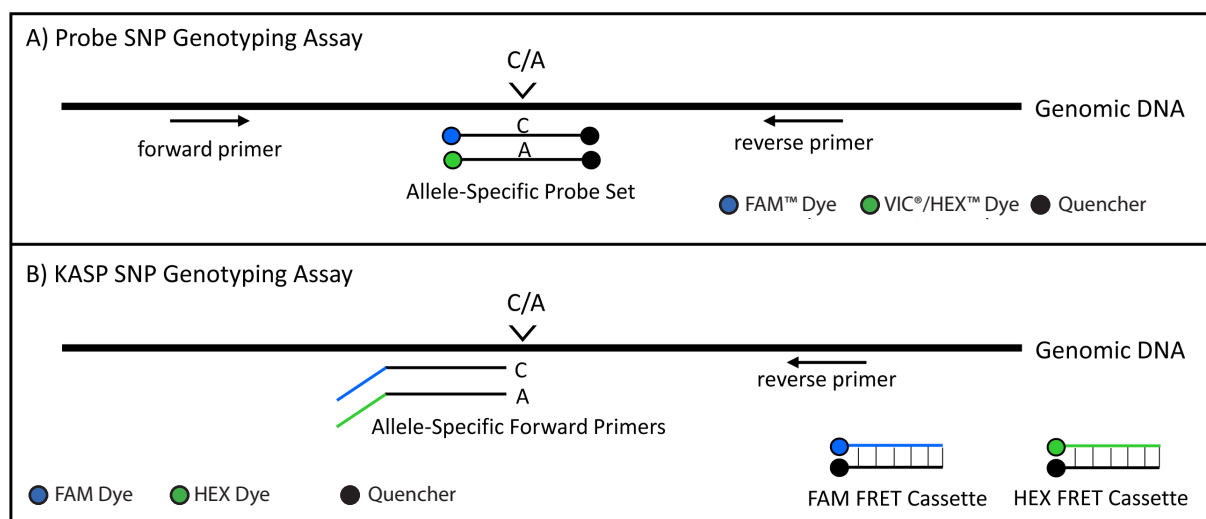 A) Probe SNP Genotyping Assay
C/A
Genomic DNA
forward primer
C
A
reverse primer
Allele-Specific Probe Set
FAM™ Dye
VIC®/HEX™ Dye
Quencher
B) KASP SNP Genotyping Assay
C/A
Genomic DNA
C
A
reverse primer
Allele-Specific Forward Primers
FAM Dye
HEX Dye
Quencher
FAM FRET Cassette
HEX FRET Cassette